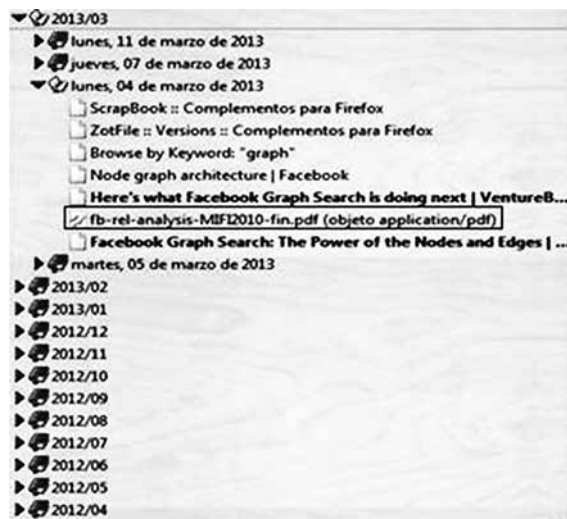 2013/03
lunes, 11 de marzo de 2013
jueves, 07 de marzo de 2013
lunes, 04 de marzo de 2013
ScrapBook :: Complementos para Firefox
ZotFile :: Versions :: Complementos para Firefox
Browse by Keyword: "graph"
Node graph architecture | Facebook
Here's what Facebook Graph Search is doing next | VentureB...
fb-rel-analysis-MIFI2010-fin.pdf (objeto application/pdf)
Facebook Graph Search: The Power of the Nodes and Edges | ...
martes, 05 de marzo de 2013
2013/02
2013/01
2012/12
2012/11
2012/10
2012/09
2012/08
2012/07
2012/06
2012/05
2012/04